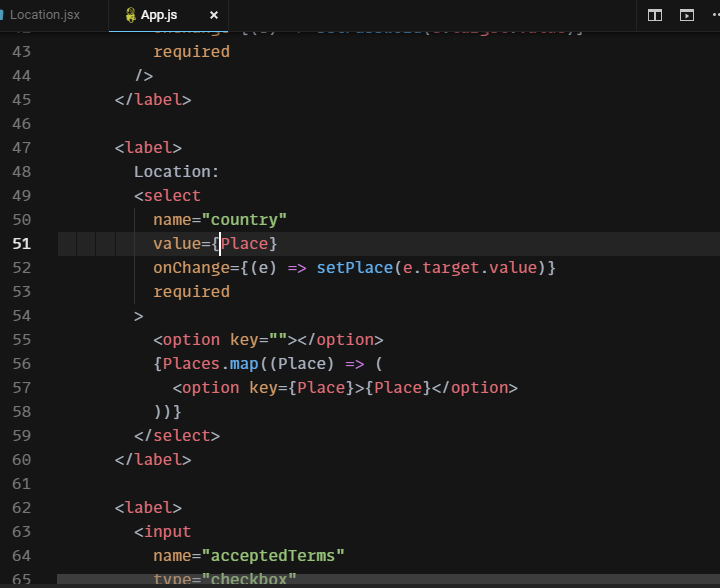 Location.jsx
App.js
43 required
44 />
45 </label>
46
47 <label>
48 Location:
49 <select
50 name="country"
51 value={Place}
52 onChange={(e) => setPlace(e.target.value)}
53 required
54 >
55 <option key=""></option>
56 {Places.map((Place) => (
57 <option key={Place}>{Place}</option>
58 ))}
59 </select>
60 </label>
61
62 <label>
63 <input
64 name="acceptedTerms"
65 type="checkbox"